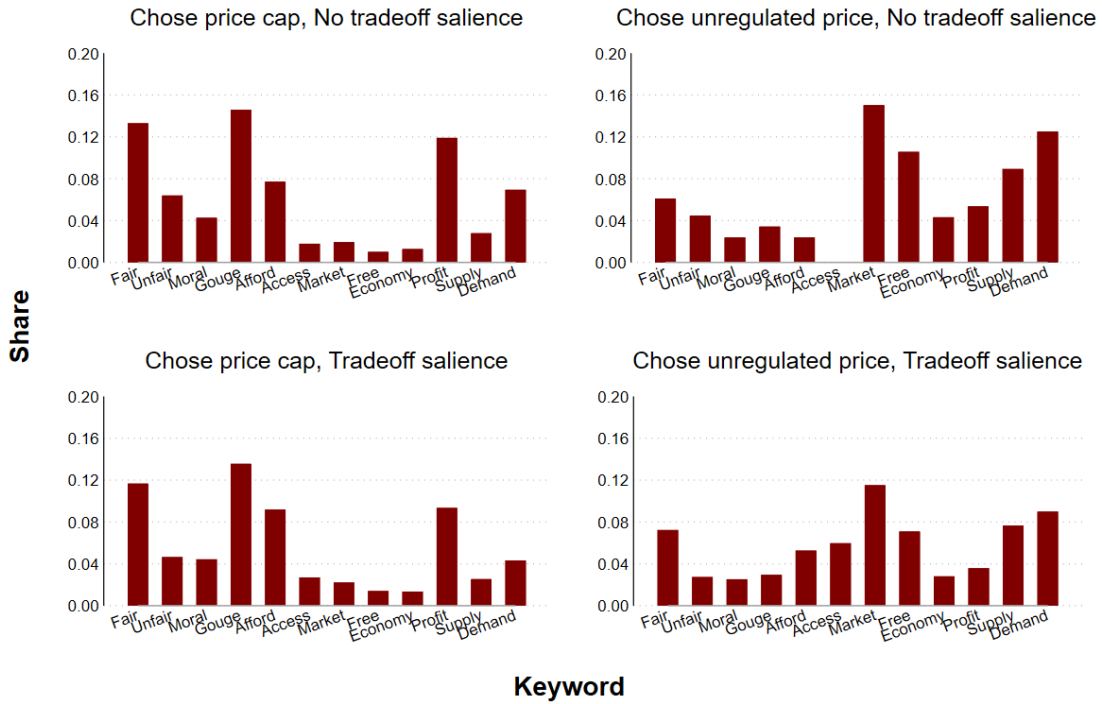 Chose price cap, No tradeoff salience
0.20
0.16
0.12
0.08
0.04
0.00
Fair
Unfair
Moral
Gouge
Afford
Access
Market
Free
Economy
Profit
Supply
Demand
Chose unregulated price, No tradeoff salience
0.20
0.16
0.12
0.08
0.04
0.00
Fair
Unfair
Moral
Gouge
Afford
Access
Market
Free
Economy
Profit
Supply
Demand
Share
Chose price cap, Tradeoff salience
0.20
0.16
0.12
0.08
0.04
0.00
Fair
Unfair
Moral
Gouge
Afford
Access
Market
Free
Economy
Profit
Supply
Demand
Chose unregulated price, Tradeoff salience
0.20
0.16
0.12
0.08
0.04
0.00
Fair
Unfair
Moral
Gouge
Afford
Access
Market
Free
Economy
Profit
Supply
Demand
Keyword